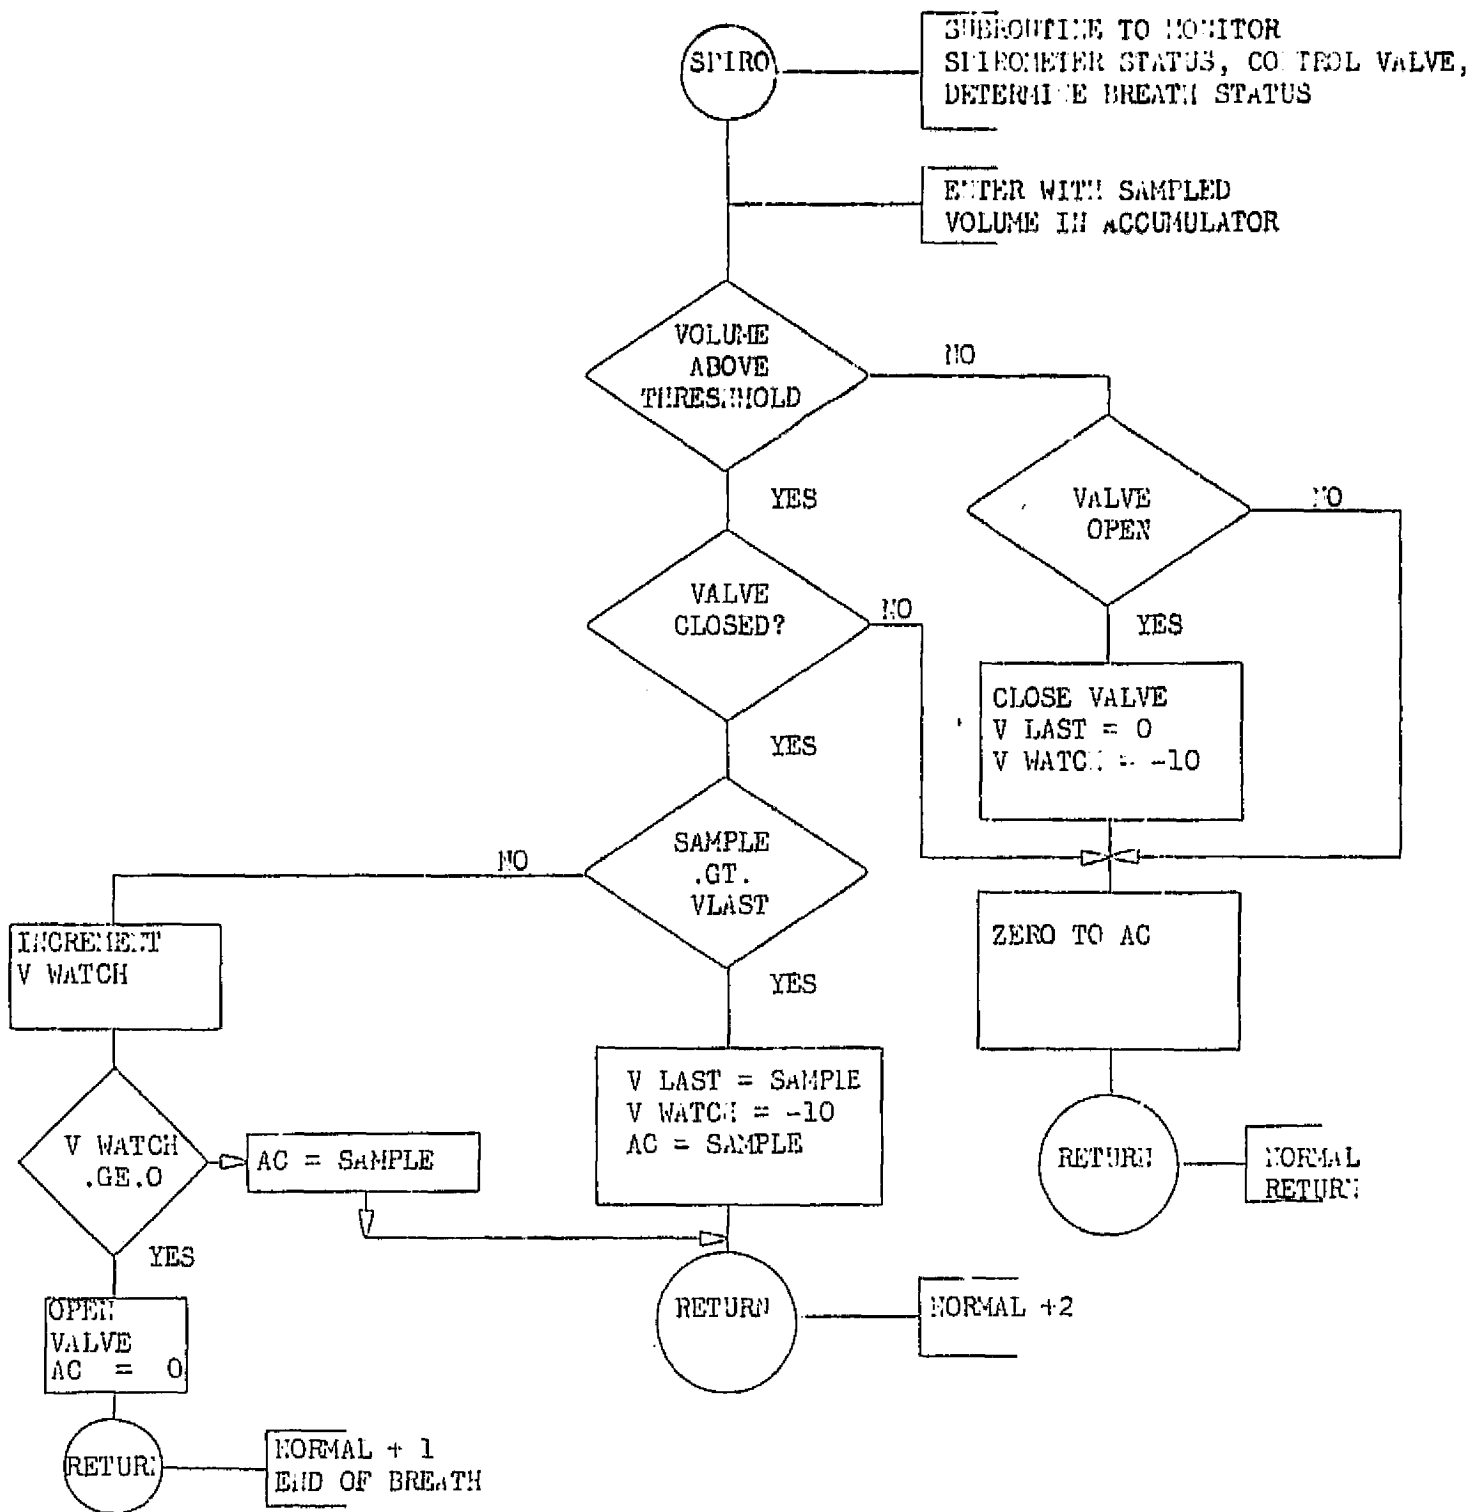 SPIRO
SUBROUTINE TO MONITOR
SPIROMETER STATUS, CONTROL VALVE,
DETERMINE BREATH STATUS
ENTER WITH SAMPLED
VOLUME IN ACCUMULATOR
VOLUME
ABOVE
THRESHHOLD
NO
YES
VALVE
OPEN
NO
YES
VALVE
CLOSED?
NO
YES
CLOSE VALVE
V LAST = 0
V WATCH = -10
SAMPLE
.GT.
VLAST
NO
YES
ZERO TO AC
INCREMENT
V WATCH
V LAST = SAMPLE
V WATCH = -10
AC = SAMPLE
V WATCH
.GE.0
AC = SAMPLE
YES
RETURN
NORMAL
RETURN
OPEN
VALVE
AC = 0
RETURN
NORMAL +2
RETURN
NORMAL + 1
END OF BREATH